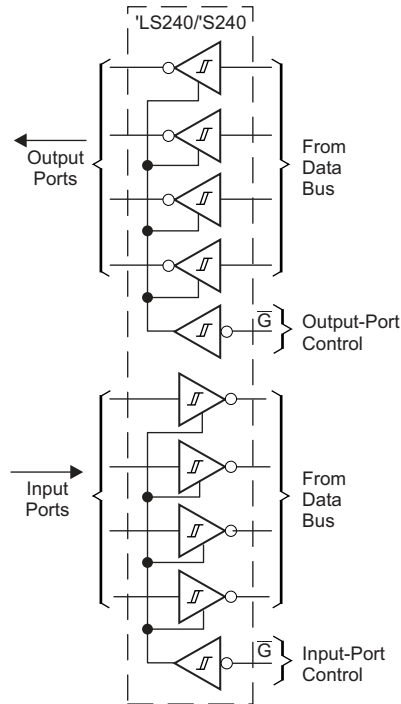 'LS240/'S240
Output
Ports
From
Data
Bus
G̅
Output-Port
Control
Input
Ports
From
Data
Bus
G̅
Input-Port
Control